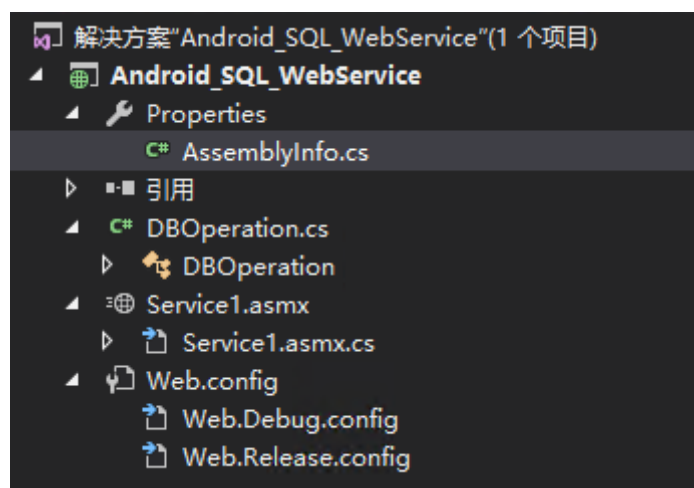 解决方案"Android_SQL_WebService"(1 个项目)
Android_SQL_WebService
Properties
C# AssemblyInfo.cs
引用
C# DBOperation.cs
DBOperation
Service1.asmx
Service1.asmx.cs
Web.config
Web.Debug.config
Web.Release.config